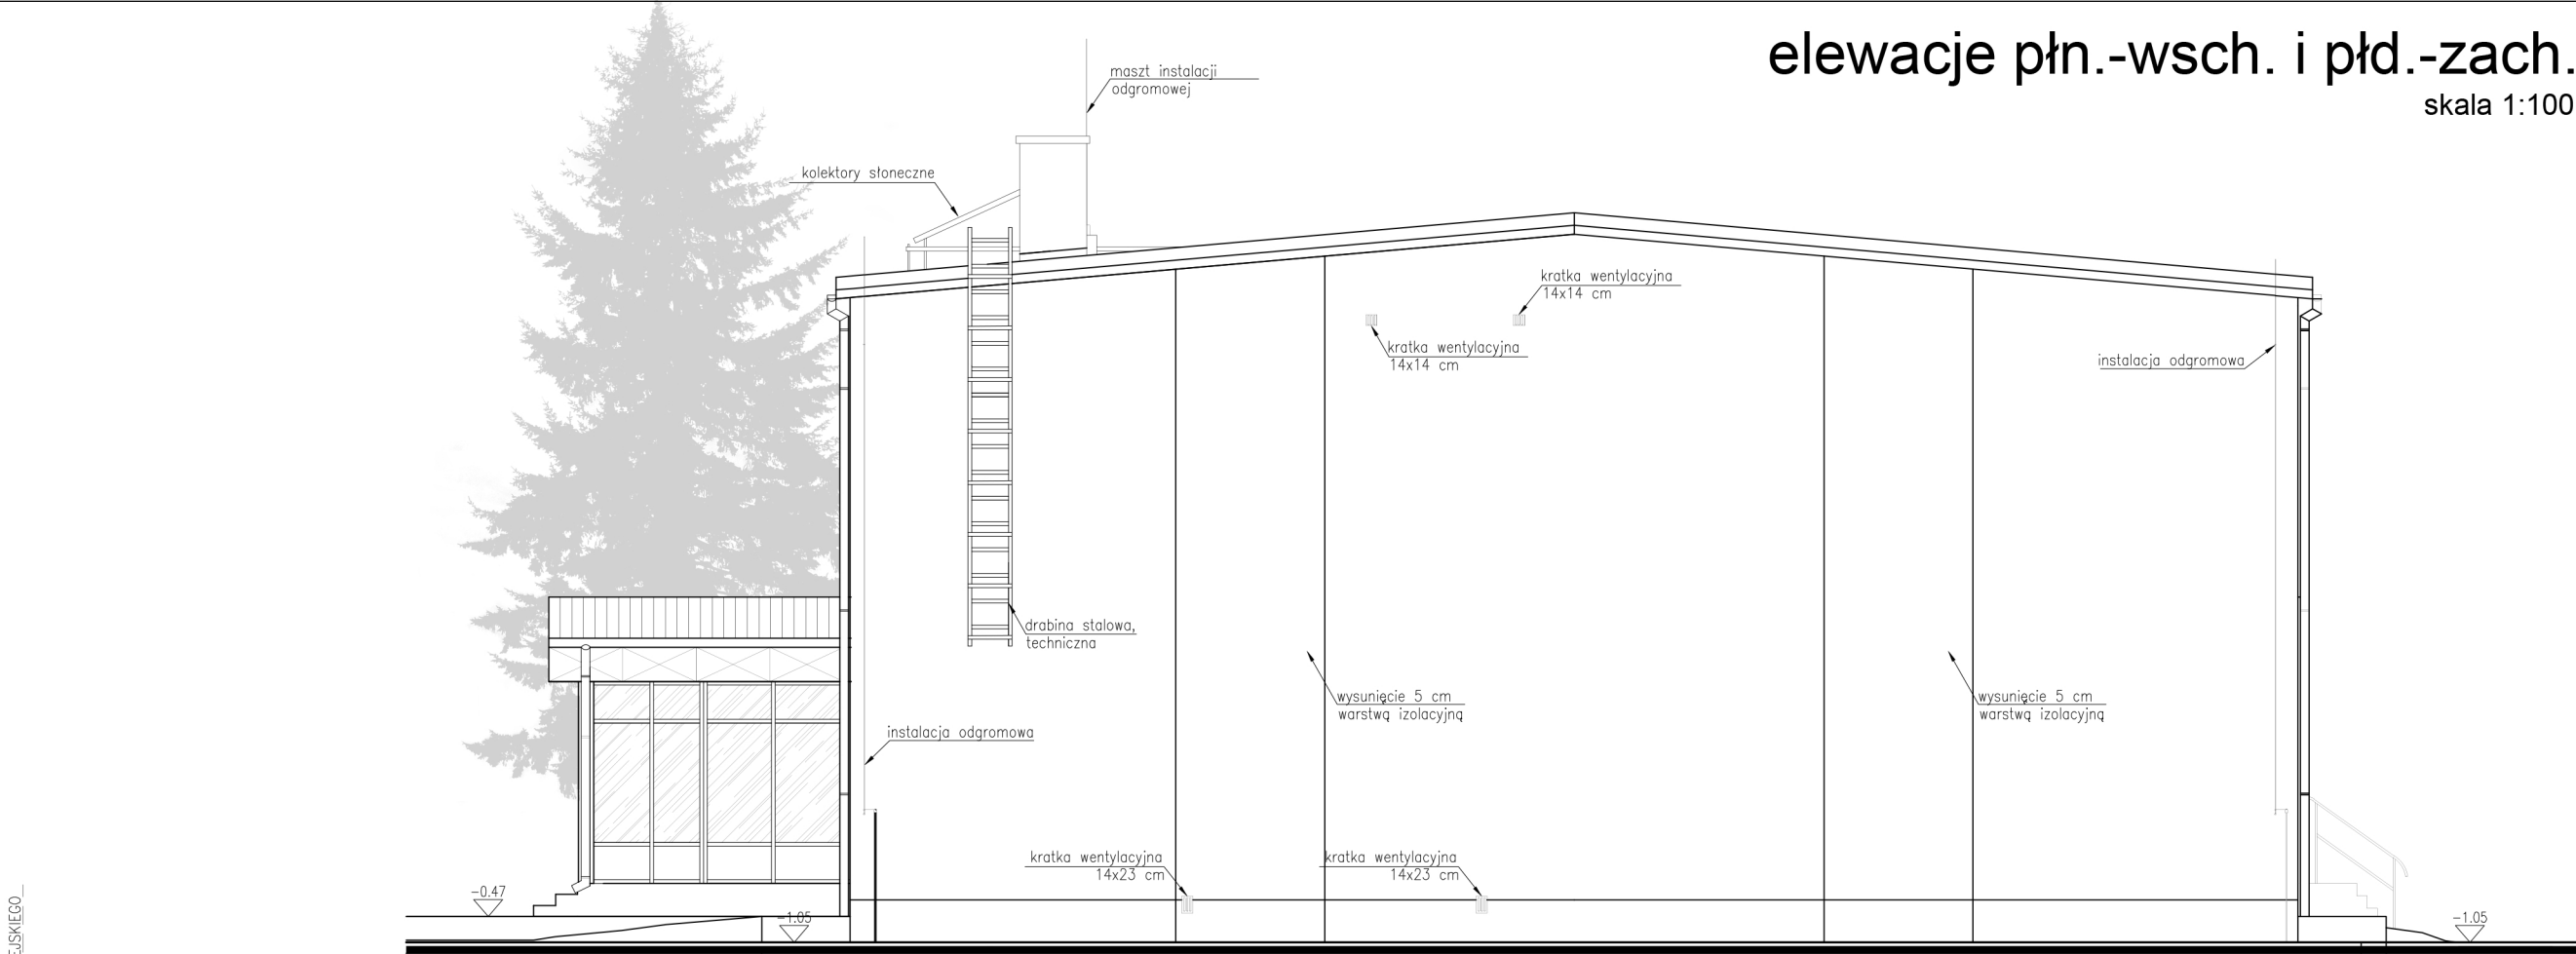 elewacje płn.-wsch. i płd.-zach.
skala 1:100
maszt instalacji
odgromowej
kolektory słoneczne
kratka wentylacyjna
14x14 cm
kratka wentylacyjna
14x14 cm
instalacja odgromowa
drabina stalowa,
techniczna
wysunięcie 5 cm
warstwą izolacyjną
wysunięcie 5 cm
warstwą izolacyjną
instalacja odgromowa
kratka wentylacyjna
14x23 cm
kratka wentylacyjna
14x23 cm
-0.47
-1.05
-1.05